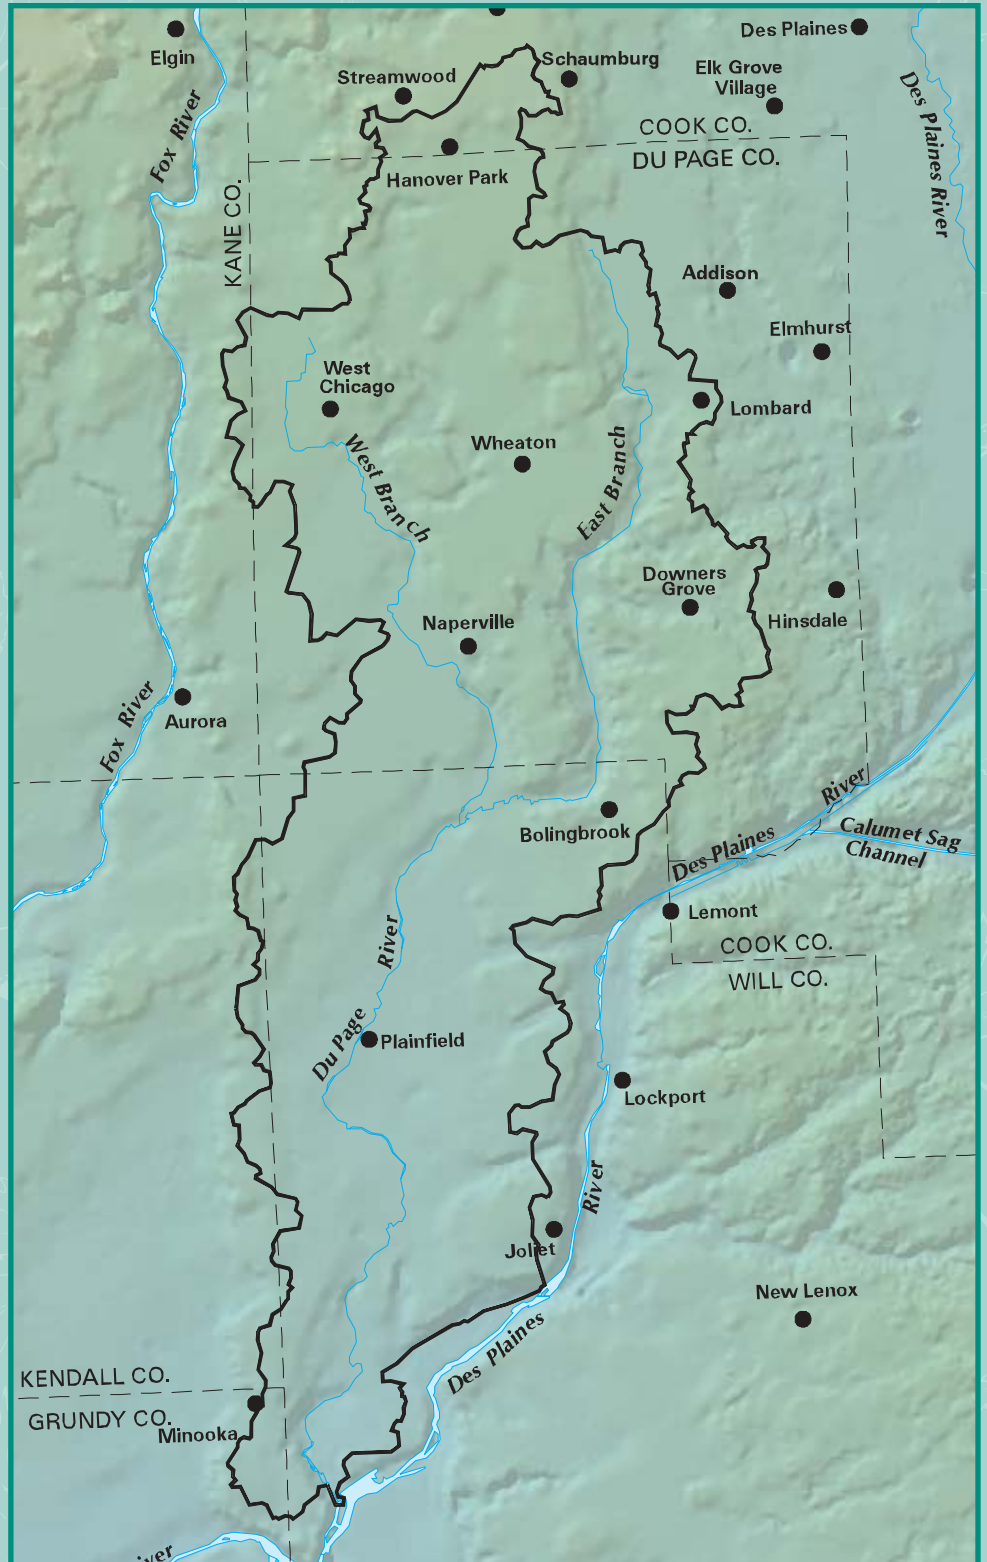 Des Plaines
Elgin
Schaumburg
Streamwood
Elk Grove
Village
Fox River
Des Plaines River
COOK CO.
DU PAGE CO.
Hanover Park
KANE CO.
Addison
Elmhurst
West
Chicago
Lombard
Wheaton
West Branch
East Branch
Downers
Grove
Hinsdale
Naperville
Fox River
Aurora
River
Bolingbrook
Des Plaines
Calumet Sag
Channel
Lemont
River
COOK CO.
WILL CO.
Du Page
Plainfield
Lockport
River
Joliet
New Lenox
Des Plaines
KENDALL CO.
GRUNDY CO.
Minooka
iver